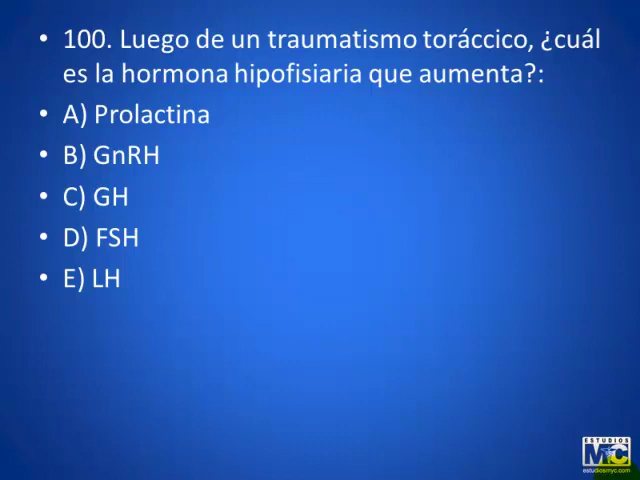 • 100. Luego de un traumatismo toráccico, ¿cuál
es la hormona hipofisiaria que aumenta?:
• A) Prolactina
• B) GnRH
• C) GH
• D) FSH
• E) LH
ESTUDIOS
MyC
estudiosmyc.com